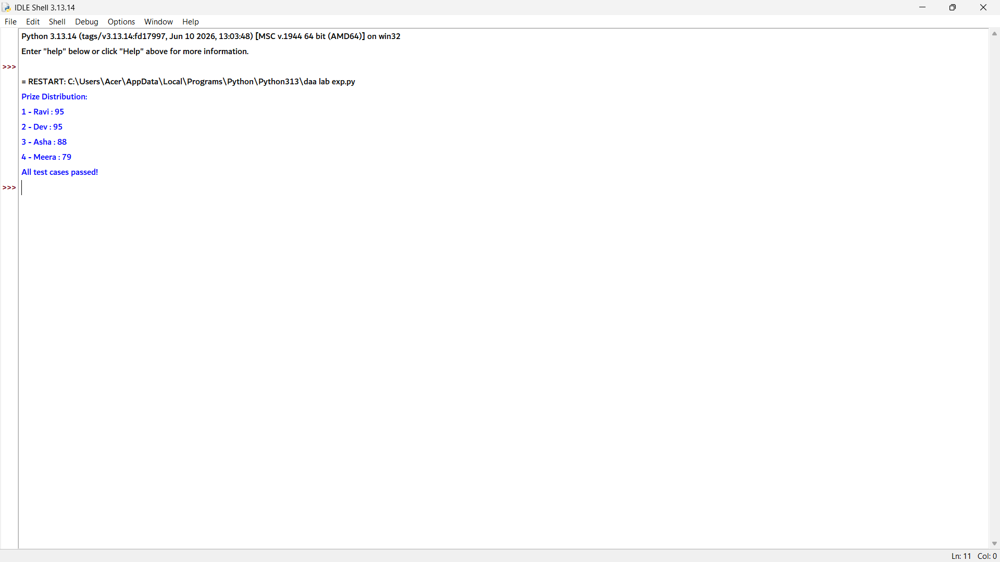 IDLE Shell 3.13.14
File Edit Shell Debug Options Window Help
Python 3.13.14 (tags/v3.13.14:fd17997, Jun 10 2026, 13:03:48) [MSC v.1944 64 bit (AMD64)] on win32
Enter "help" below or click "Help" above for more information.
>>>
= RESTART: C:\Users\Acer\AppData\Local\Programs\Python\Python313\daa lab exp.py
Prize Distribution:
1 - Ravi : 95
2 - Dev : 95
3 - Asha : 88
4 - Meera : 79
All test cases passed!
>>>
Ln: 11 Col: 0